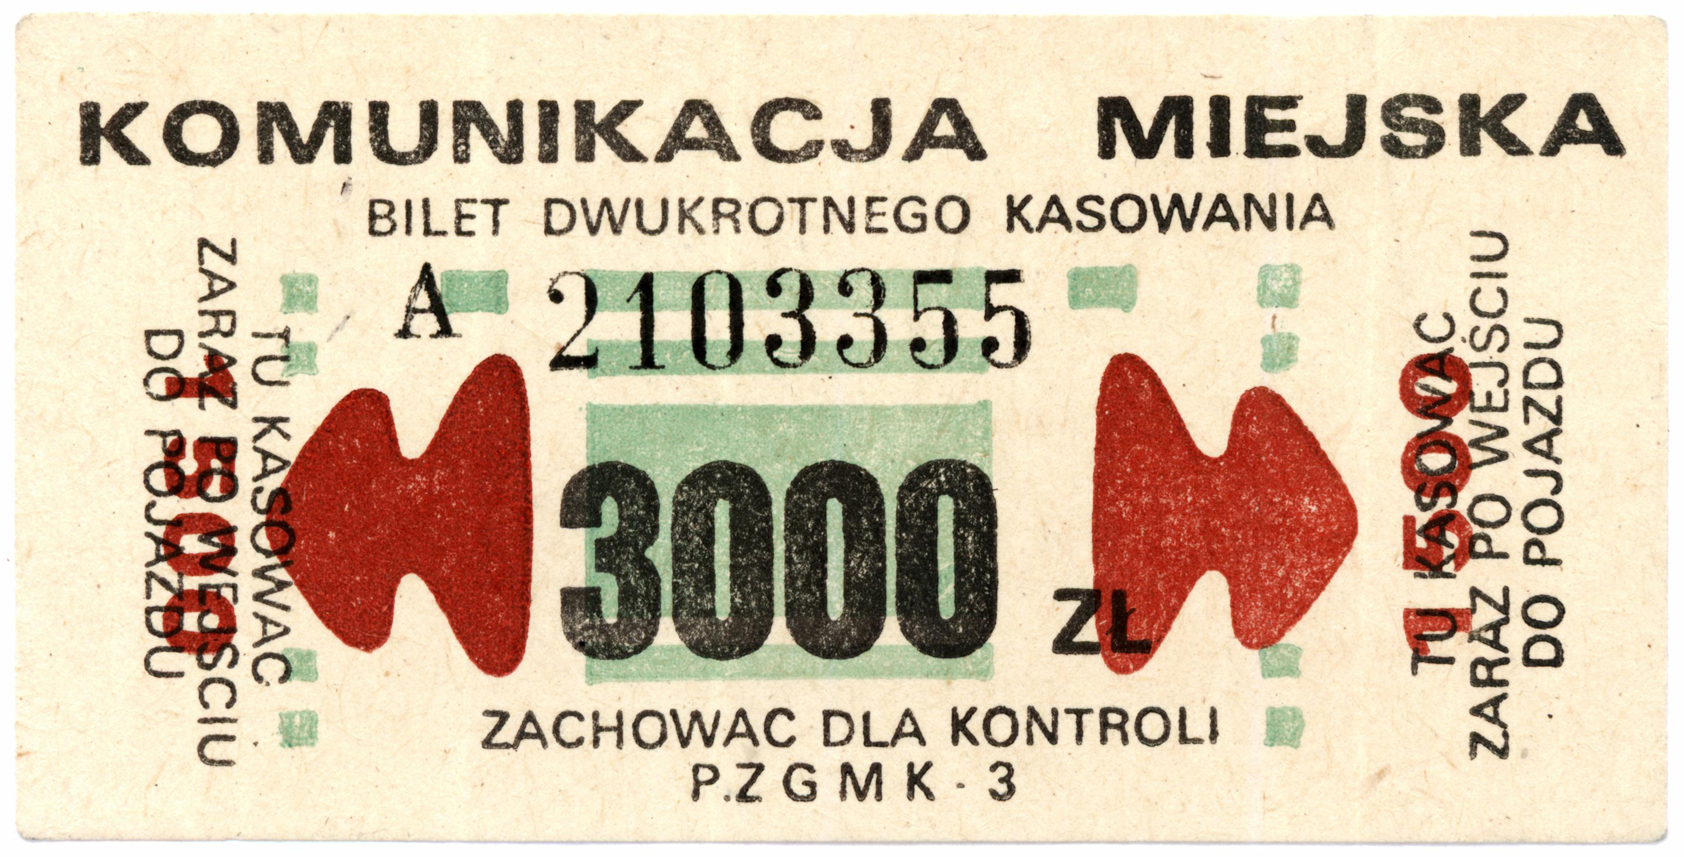 KOMUNIKACJA MIEJSKA
BILET DWUKROTNEGO KASOWANIA
A 2103355
TU KASOWAC
ZARAZ PO WEJSCIU
DO POJAZDU
1500
3000 ZŁ
TU KASOWAC
ZARAZ PO WEJŚCIU
DO POJAZDU
1500
ZACHOWAC DLA KONTROLI
P.Z G M K - 3